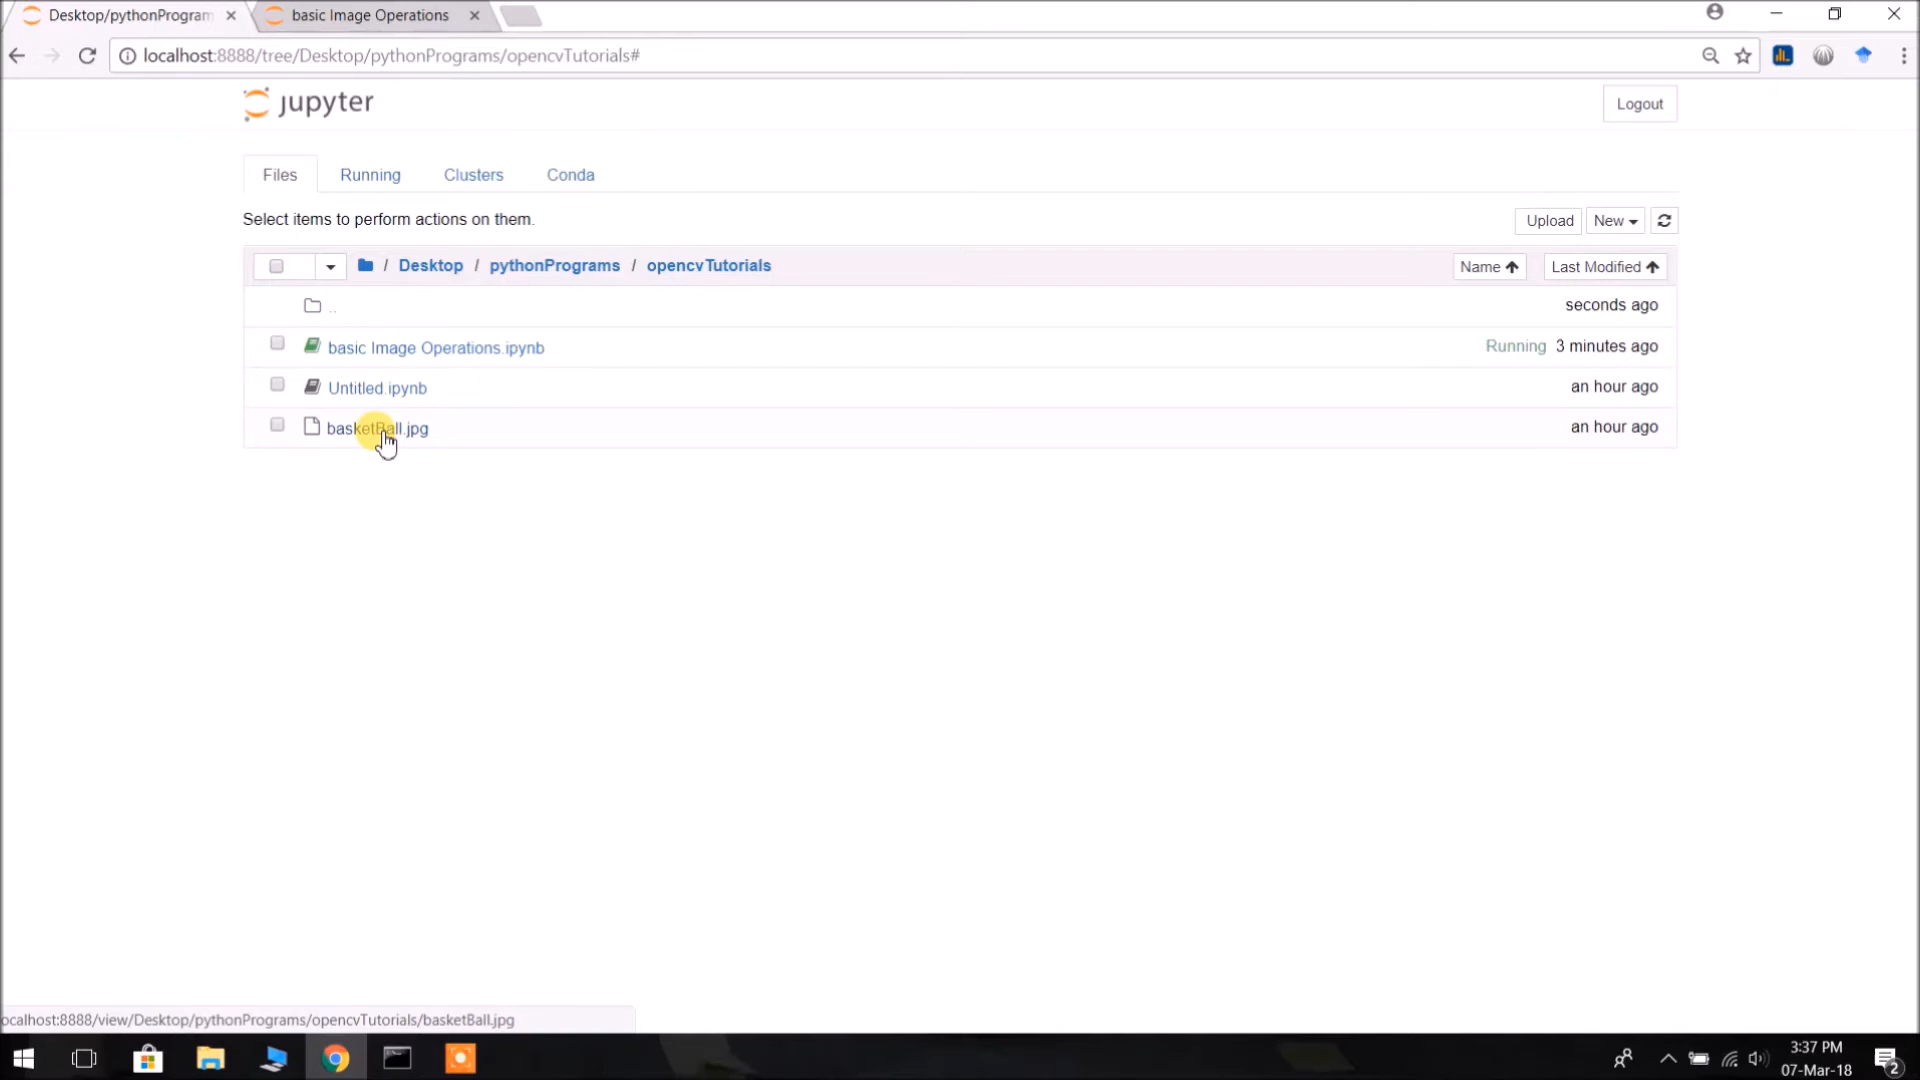 Desktop/pythonProgram
basic Image Operations
localhost:8888/tree/Desktop/pythonPrograms/opencvTutorials#
jupyter
Logout
Files
Running
Clusters
Conda
Select items to perform actions on them.
Upload
New
/ Desktop / pythonPrograms / opencvTutorials
Name
Last Modified
..
seconds ago
basic Image Operations.ipynb
Running 3 minutes ago
Untitled.ipynb
an hour ago
basketBall.jpg
an hour ago
ocalhost:8888/view/Desktop/pythonPrograms/opencvTutorials/basketBall.jpg
3:37 PM
07-Mar-18
2